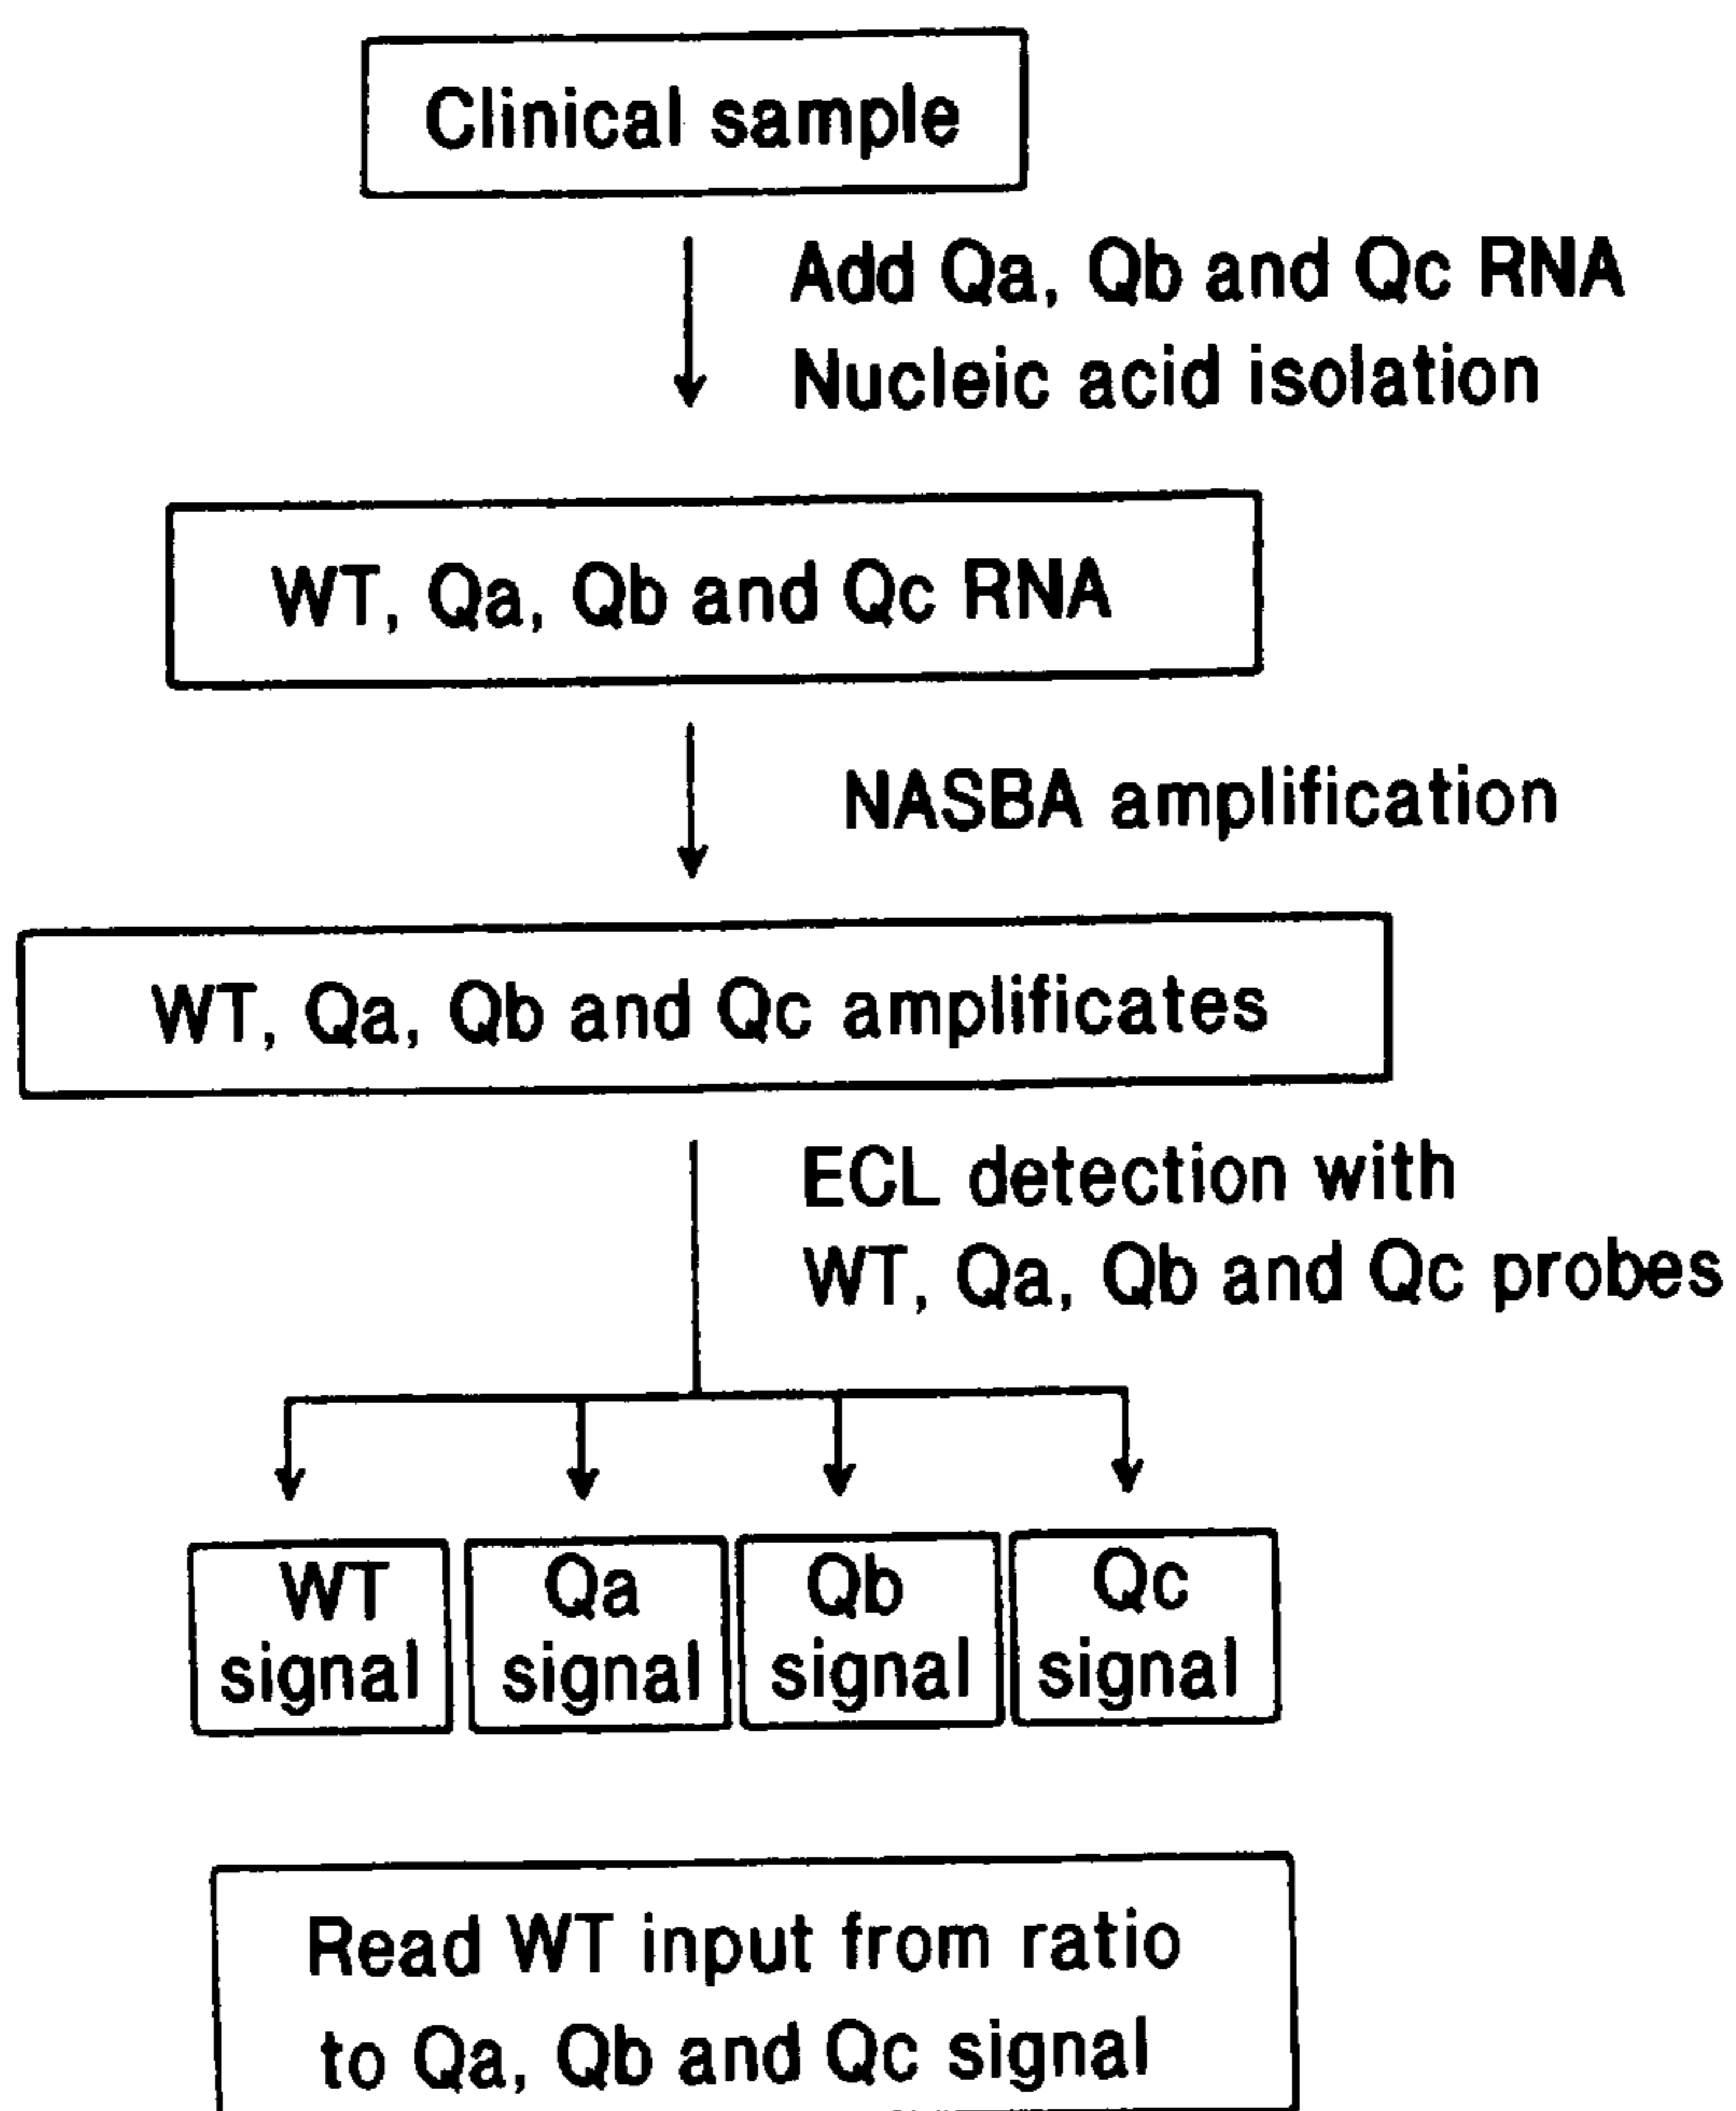 Clinical sample
Add Qa, Qb and Qc RNA
Nucleic acid isolation
WT, Qa, Qb and Qc RNA
NASBA amplification
WT, Qa, Qb and Qc amplificates
ECL detection with
WT, Qa, Qb and Qc probes
WT
signal
Qa
signal
Qb
signal
Qc
signal
Read WT input from ratio
to Qa, Qb and Qc signal